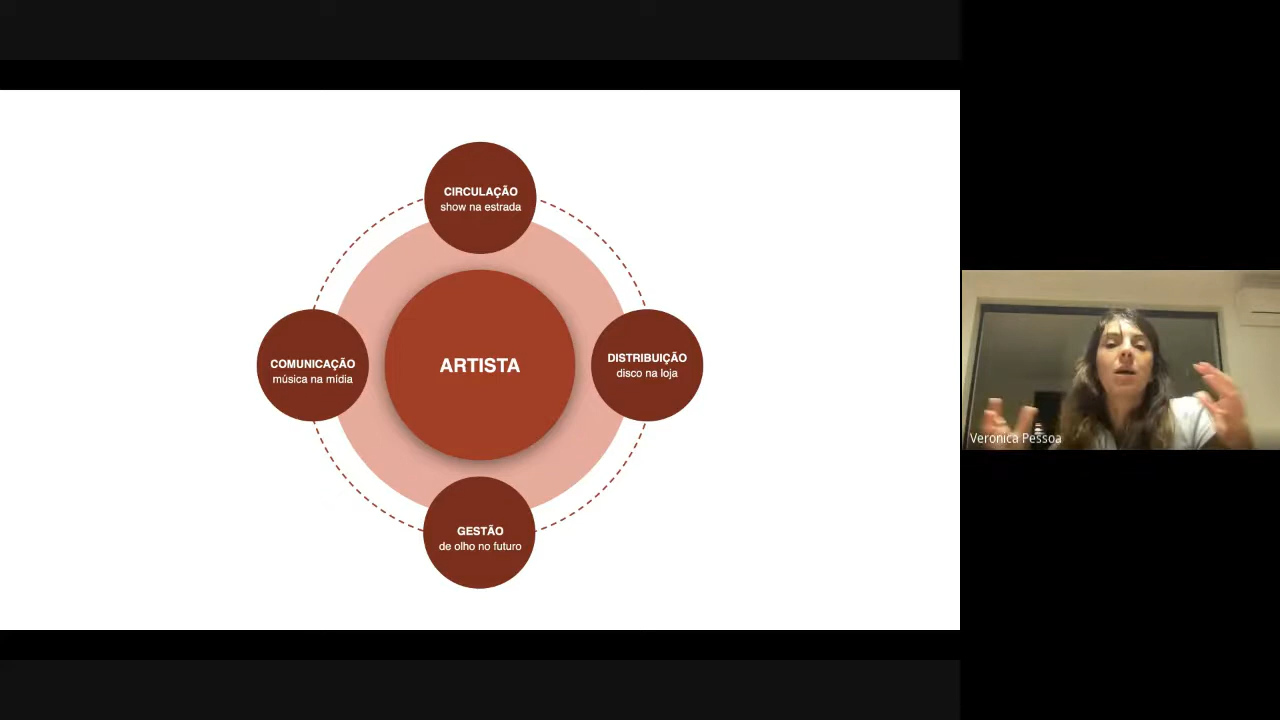 CIRCULAÇÃO
show na estrada
COMUNICAÇÃO
música na mídia
ARTISTA
DISTRIBUIÇÃO
disco na loja
GESTÃO
de olho no futuro
Veronica Pessoa